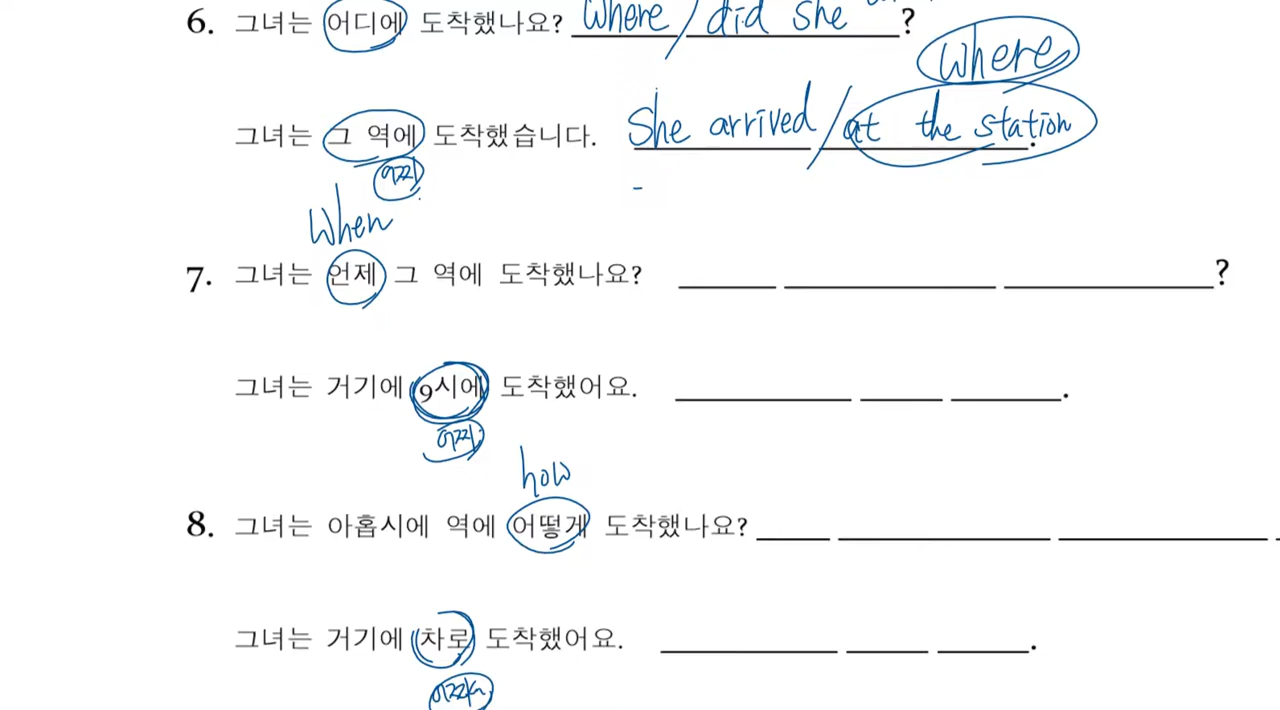 6. 그녀는 어디에 도착했나요? Where / did she ?
where
그녀는 그 역에 도착했습니다. She arrived / at the station.
어찌
When
7. 그녀는 언제 그 역에 도착했나요? ?
그녀는 거기에 9시에 도착했어요. .
어찌
how
8. 그녀는 아홉시에 역에 어떻게 도착했나요?
그녀는 거기에 차로 도착했어요. .